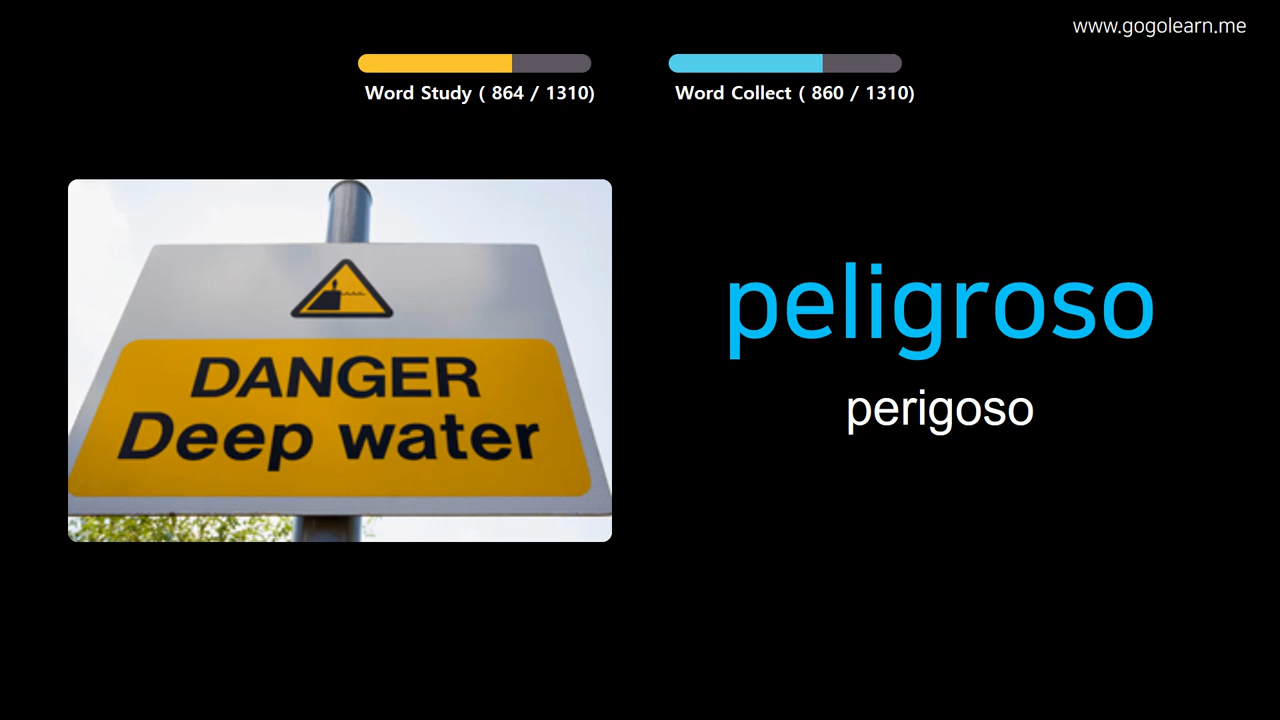 www.gogolearn.me
Word Study ( 864 / 1310)
Word Collect ( 860 / 1310)
DANGER
Deep water
peligroso
perigoso